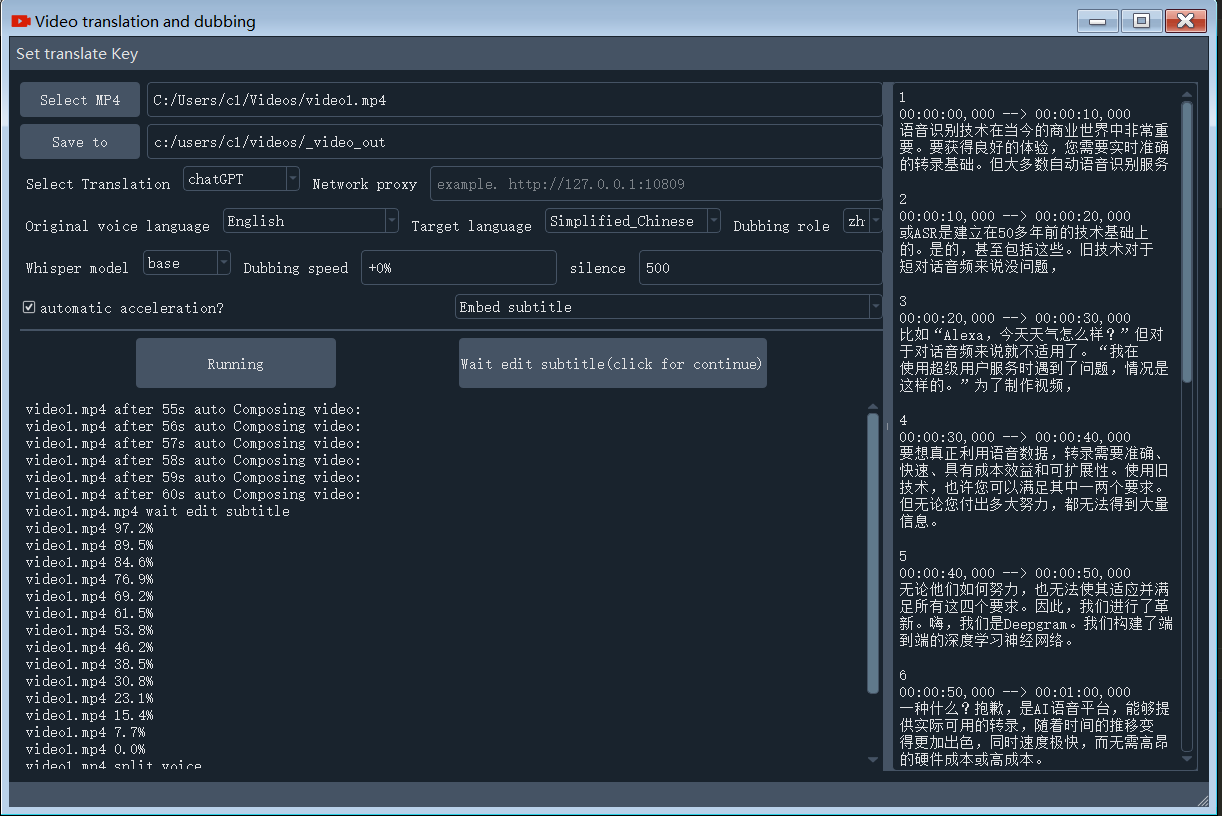 Video translation and dubbing
Set translate Key
Select MP4 C:/Users/c1/Videos/video1.mp4
Save to c:/users/c1/videos/_video_out
Select Translation chatGPT Network proxy example. http://127.0.0.1:10809
Original voice language English Target language Simplified_Chinese Dubbing role zh
Whisper model base Dubbing speed +0% silence 500
automatic acceleration? Embed subtitle
Running Wait edit subtitle(click for continue)
video1.mp4 after 55s auto Composing video:
video1.mp4 after 56s auto Composing video:
video1.mp4 after 57s auto Composing video:
video1.mp4 after 58s auto Composing video:
video1.mp4 after 59s auto Composing video:
video1.mp4 after 60s auto Composing video:
video1.mp4.mp4 wait edit subtitle
video1.mp4 97.2%
video1.mp4 89.5%
video1.mp4 84.6%
video1.mp4 76.9%
video1.mp4 69.2%
video1.mp4 61.5%
video1.mp4 53.8%
video1.mp4 46.2%
video1.mp4 38.5%
video1.mp4 30.8%
video1.mp4 23.1%
video1.mp4 15.4%
video1.mp4 7.7%
video1.mp4 0.0%
video1.mp4 split voice
1
00:00:00,000 --> 00:00:10,000
语音识别技术在当今的商业世界中非常重
要。要获得良好的体验，您需要实时准确
的转录基础。但大多数自动语音识别服务
2
00:00:10,000 --> 00:00:20,000
或ASR是建立在50多年前的技术基础上
的。是的，甚至包括这些。旧技术对于
短对话音频来说没问题，
3
00:00:20,000 --> 00:00:30,000
比如“Alexa，今天天气怎么样？”但对
于对话音频来说就不适用了。“我在
使用超级用户服务时遇到了问题，情况是
这样的。”为了制作视频，
4
00:00:30,000 --> 00:00:40,000
要想真正利用语音数据，转录需要准确、
快速、具有成本效益和可扩展性。使用旧
技术，也许您可以满足其中一两个要求。
但无论您付出多大努力，都无法得到大量
信息。
5
00:00:40,000 --> 00:00:50,000
无论他们如何努力，也无法使其适应并满
足所有这四个要求。因此，我们进行了革
新。嗨，我们是Deepgram。我们构建了端
到端的深度学习神经网络。
6
00:00:50,000 --> 00:01:00,000
一种什么？抱歉，是AI语音平台，能够提
供实际可用的转录，随着时间的推移变
得更加出色，同时速度极快，而无需高昂
的硬件成本或高成本。